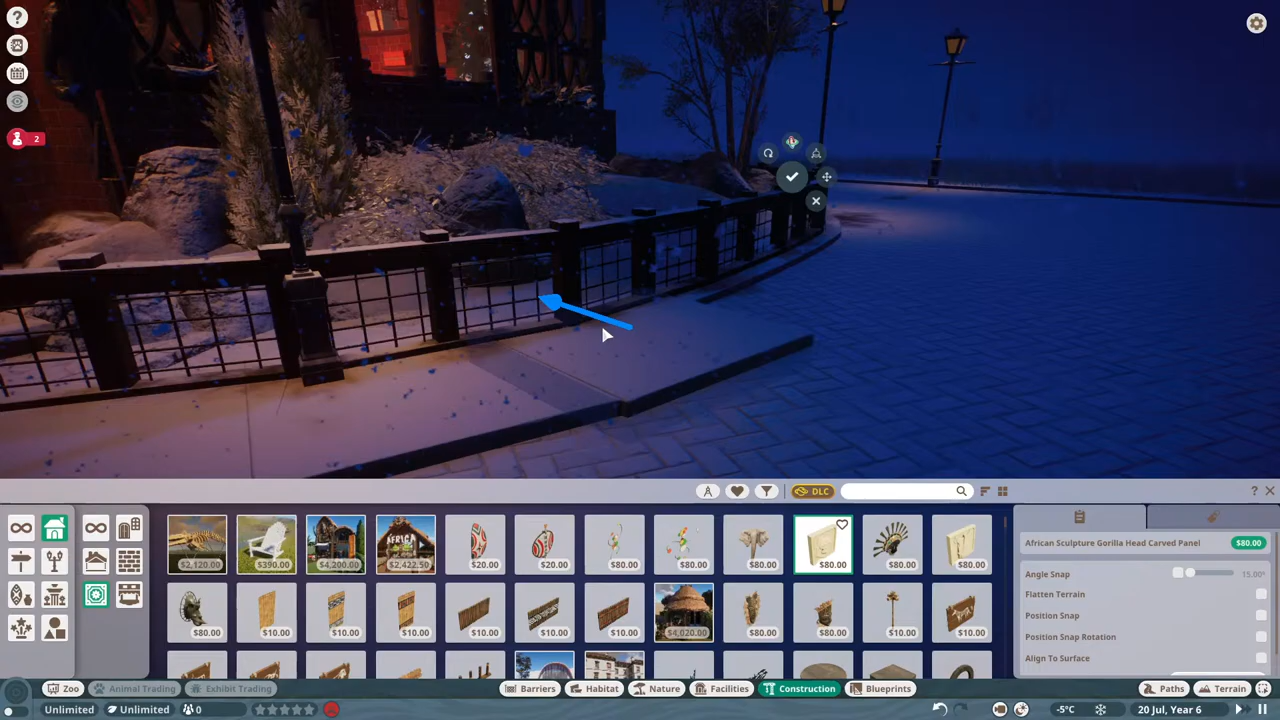 ?
2
DLC
?
$2,120.00
$390.00
$4,200.00
$2,422.50
$20.00
$20.00
$80.00
$80.00
$80.00
$80.00
$80.00
$80.00
AFRICA
$80.00
$10.00
$10.00
$10.00
$10.00
$10.00
$10.00
$4,020.00
$80.00
$80.00
$10.00
$10.00
African Sculpture Gorilla Head Carved Panel $80.00
Angle Snap 15.00°
Flatten Terrain
Position Snap
Position Snap Rotation
Align To Surface
Zoo Animal Trading Exhibit Trading Barriers Habitat Nature Facilities Construction Blueprints Paths Terrain
Unlimited Unlimited 0 -5°C 20 Jul, Year 6